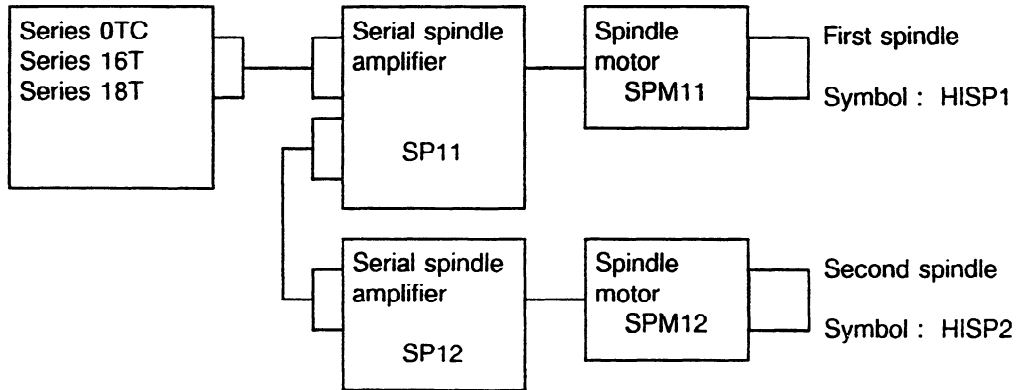 Series 0TC
Series 16T
Series 18T
Serial spindle
amplifier
SP11
Spindle
motor
SPM11
First spindle
Symbol : HISP1
Serial spindle
amplifier
SP12
Spindle
motor
SPM12
Second spindle
Symbol : HISP2